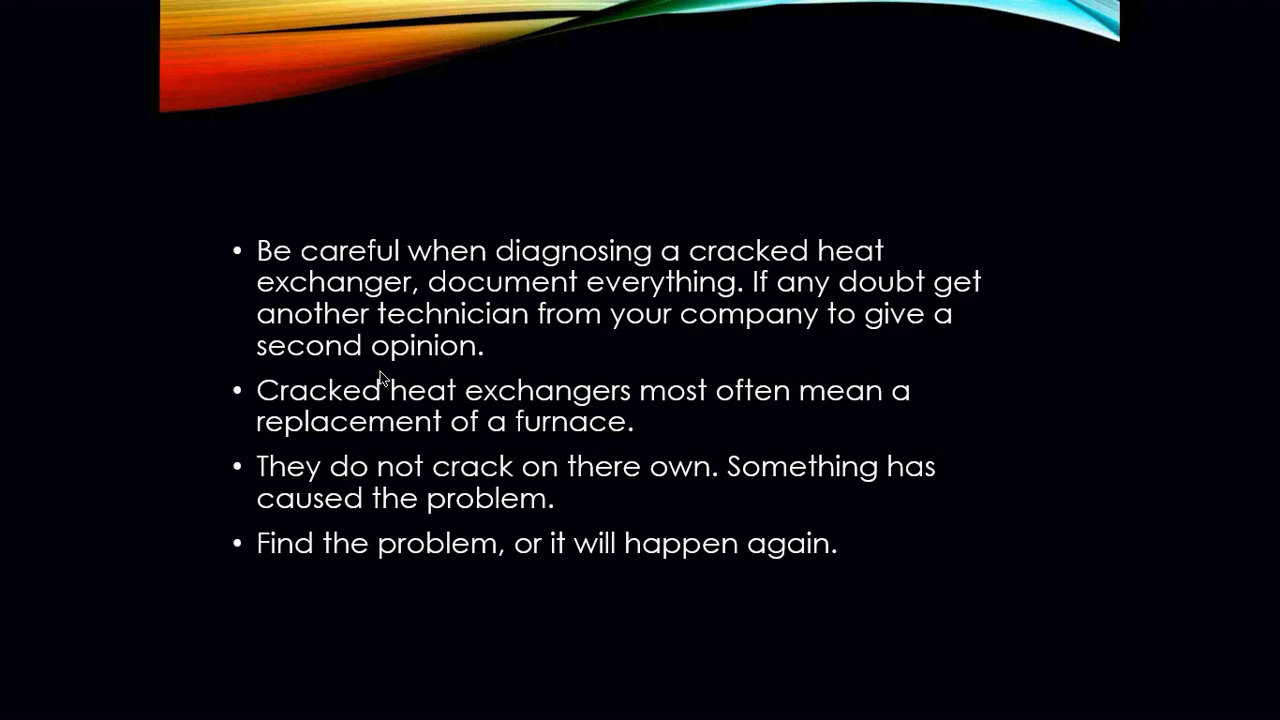 • Be careful when diagnosing a cracked heat
exchanger, document everything. If any doubt get
another technician from your company to give a
second opinion.
• Cracked heat exchangers most often mean a
replacement of a furnace.
• They do not crack on there own. Something has
caused the problem.
• Find the problem, or it will happen again.